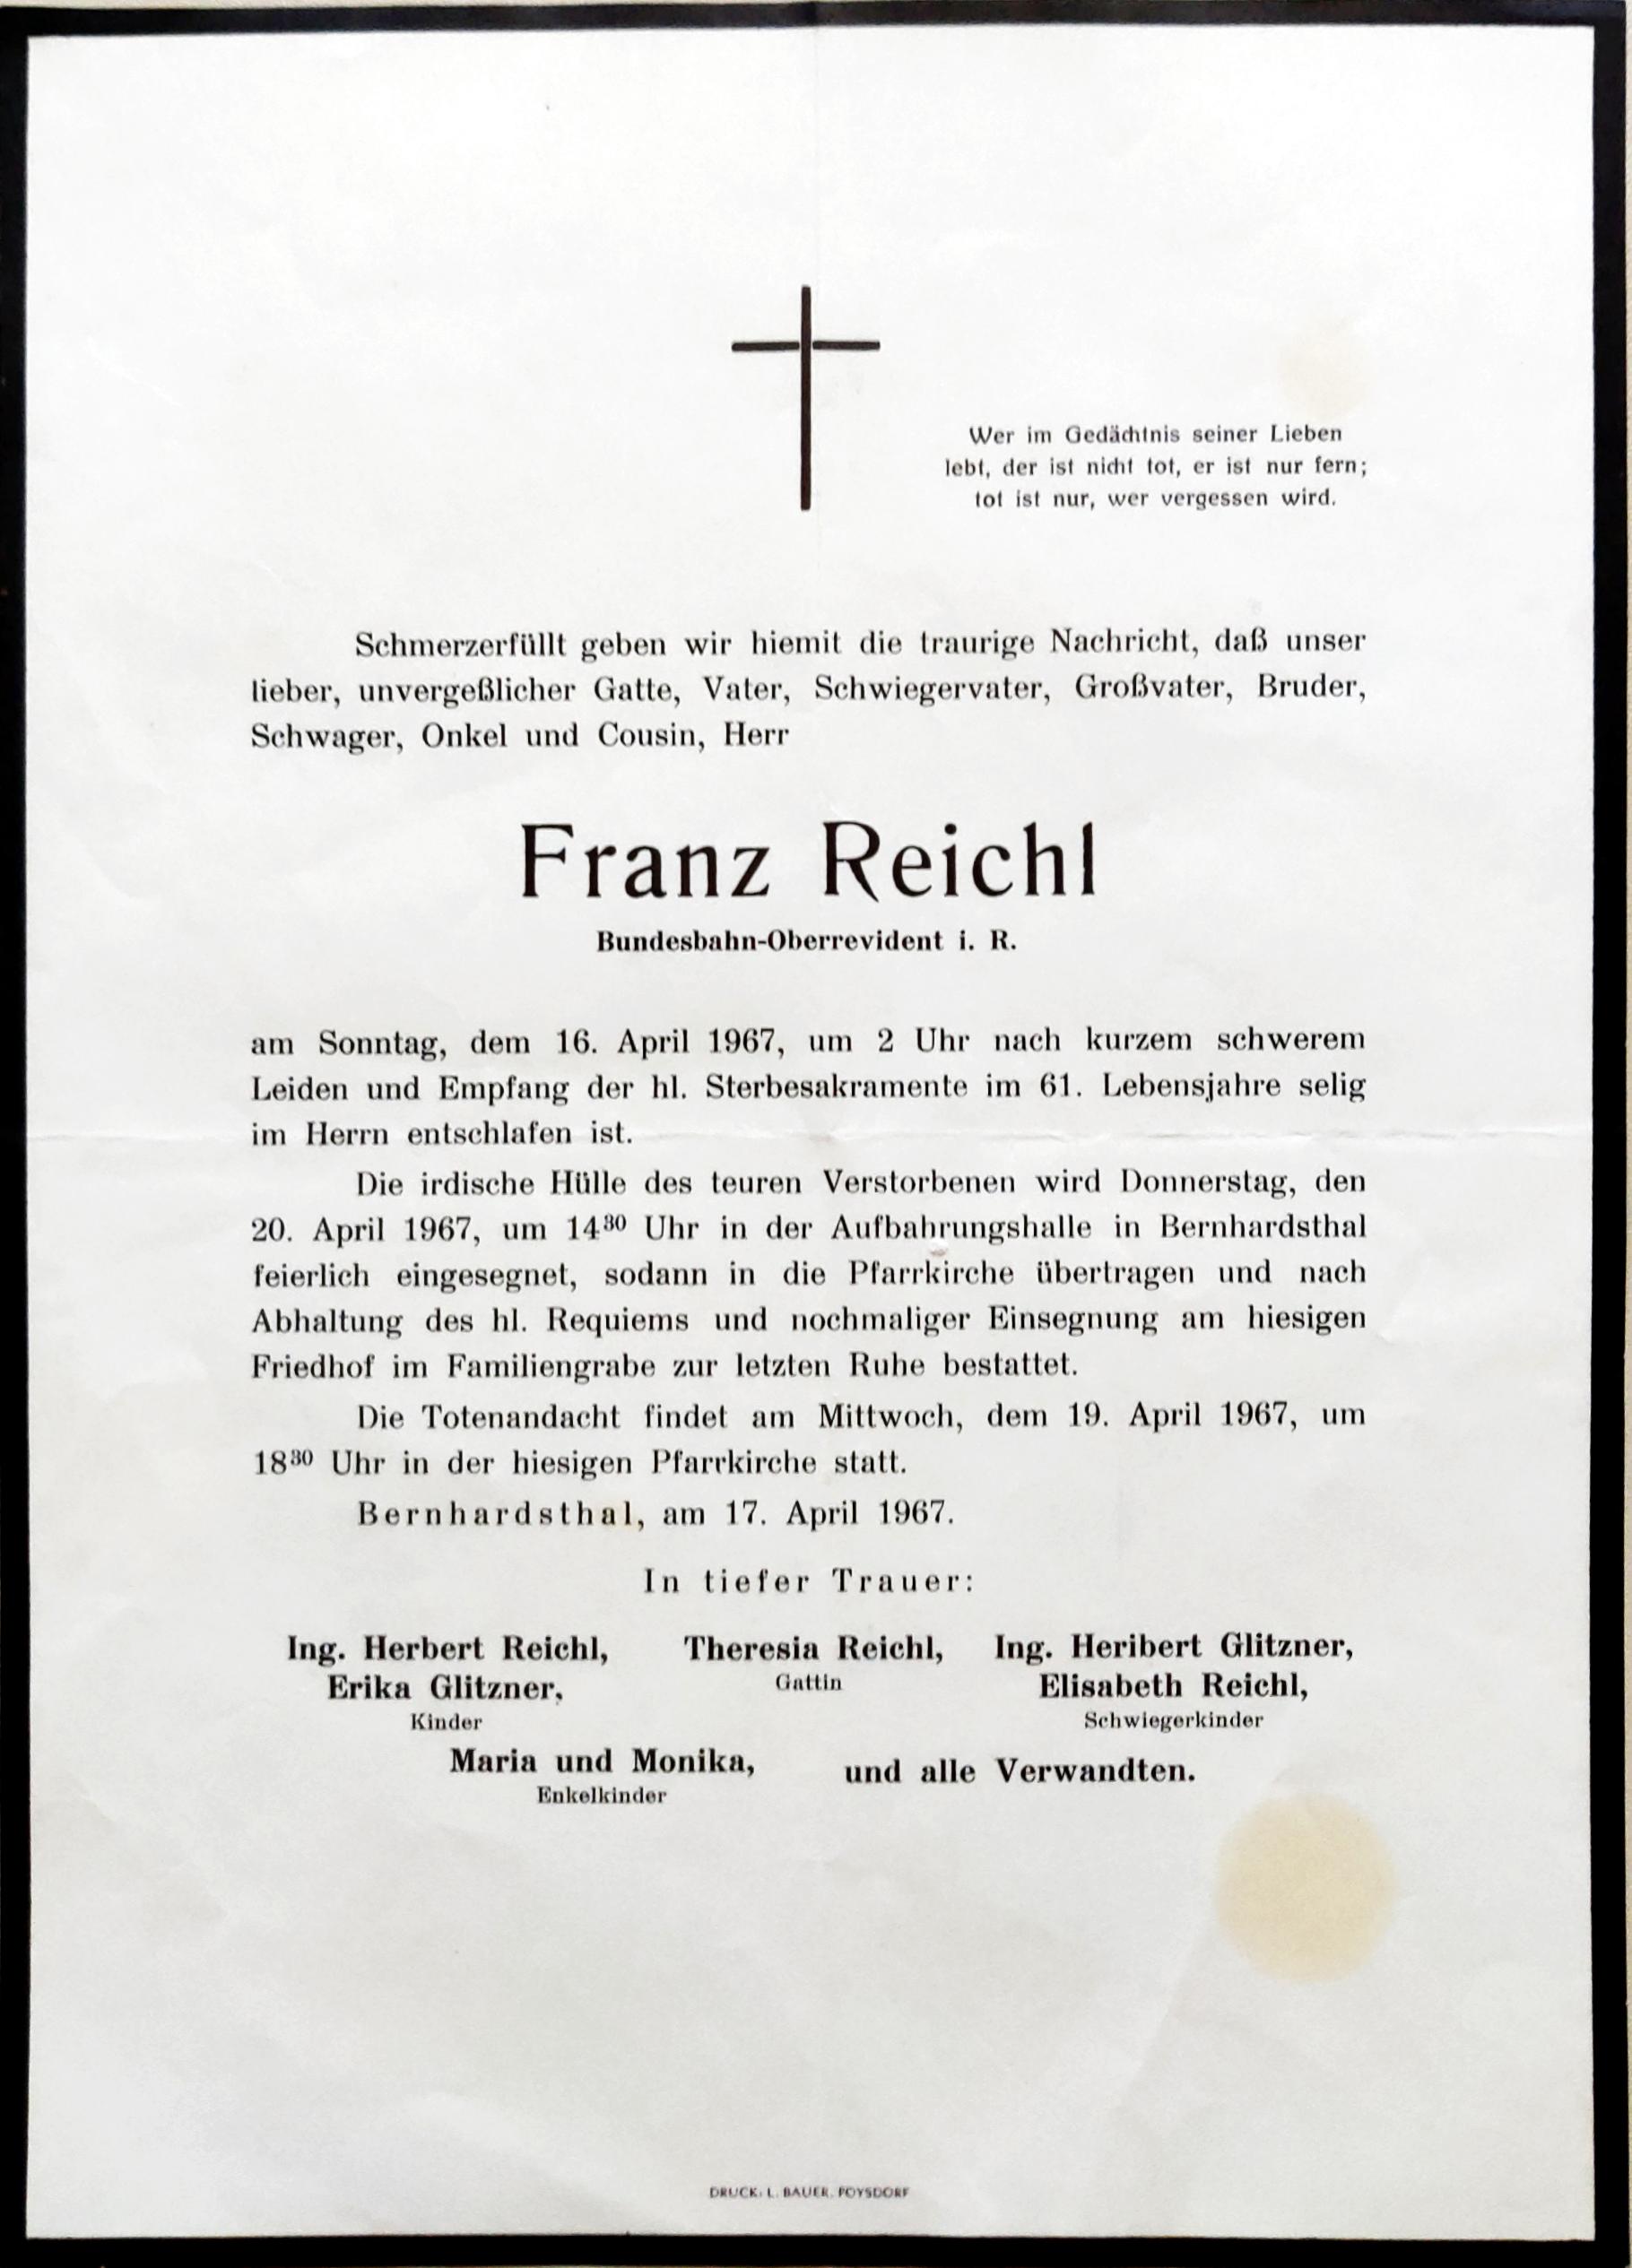 Wer im Gedächtnis seiner Lieben
lebt, der ist nicht tot, er ist nur fern;
tot ist nur, wer vergessen wird.
Schmerzerfüllt geben wir hiemit die traurige Nachricht, daß unser
lieber, unvergeßlicher Gatte, Vater, Schwiegervater, Großvater, Bruder,
Schwager, Onkel und Cousin, Herr
Franz Reichl
Bundesbahn-Oberrevident i. R.
am Sonntag, dem 16. April 1967, um 2 Uhr nach kurzem schwerem
Leiden und Empfang der hl. Sterbesakramente im 61. Lebensjahre selig
im Herrn entschlafen ist.
Die irdische Hülle des teuren Verstorbenen wird Donnerstag, den
20. April 1967, um 14³⁰ Uhr in der Aufbahrungshalle in Bernhardsthal
feierlich eingesegnet, sodann in die Pfarrkirche übertragen und nach
Abhaltung des hl. Requiems und nochmaliger Einsegnung am hiesigen
Friedhof im Familiengrabe zur letzten Ruhe bestattet.
Die Totenandacht findet am Mittwoch, dem 19. April 1967, um
18³⁰ Uhr in der hiesigen Pfarrkirche statt.
Bernhardsthal, am 17. April 1967.
In tiefer Trauer:
Ing. Herbert Reichl, Theresia Reichl, Ing. Heribert Glitzner,
Erika Glitzner, Gattin Elisabeth Reichl,
Kinder Schwiegerkinder
Maria und Monika, und alle Verwandten.
Enkelkinder
DRUCK: L. BAUER, POYSDORF